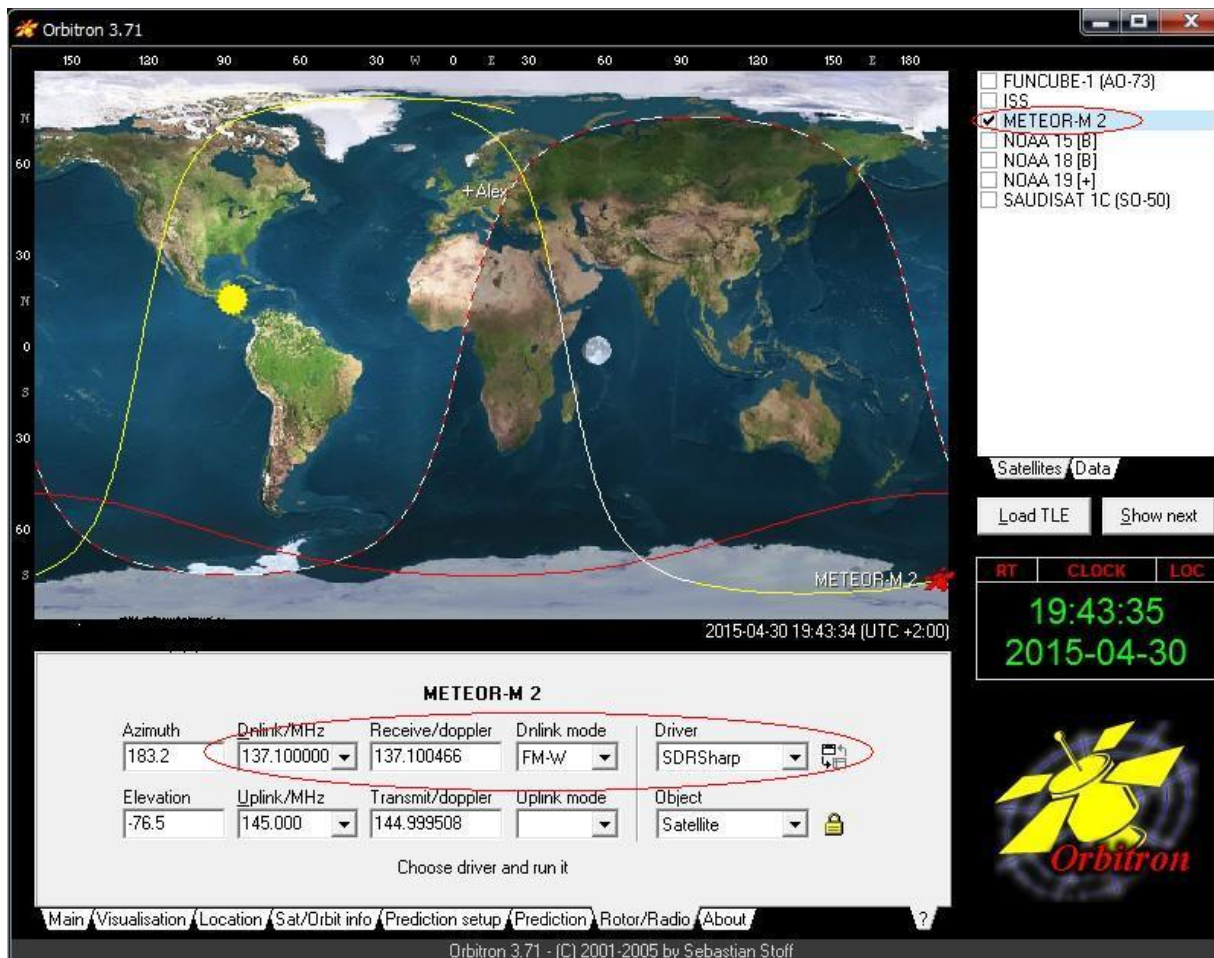 Orbitron 3.71
150 120 90 60 30 W 0 E 30 60 90 120 150 E 180
N
60
30
N
0
S
30
60
S
+Alex
METEOR-M 2
2015-04-30 19:43:34 (UTC +2:00)
FUNCUBE-1 (AO-73)
ISS
METEOR-M 2
NOAA 15 [B]
NOAA 18 [B]
NOAA 19 [+]
SAUDISAT 1C (SO-50)
Satellites Data
Load TLE Show next
RT CLOCK LOC
19:43:35
2015-04-30
METEOR-M 2
Azimuth Dnlink/MHz Receive/doppler Dnlink mode Driver
183.2 137.100000 137.100466 FM-W SDRSharp
Elevation Uplink/MHz Transmit/doppler Uplink mode Object
-76.5 145.000 144.999508 Satellite
Choose driver and run it
Orbitron
Main Visualisation Location Sat/Orbit info Prediction setup Prediction Rotor/Radio About ?
Orbitron 3.71 - (C) 2001-2005 by Sebastian Stoff